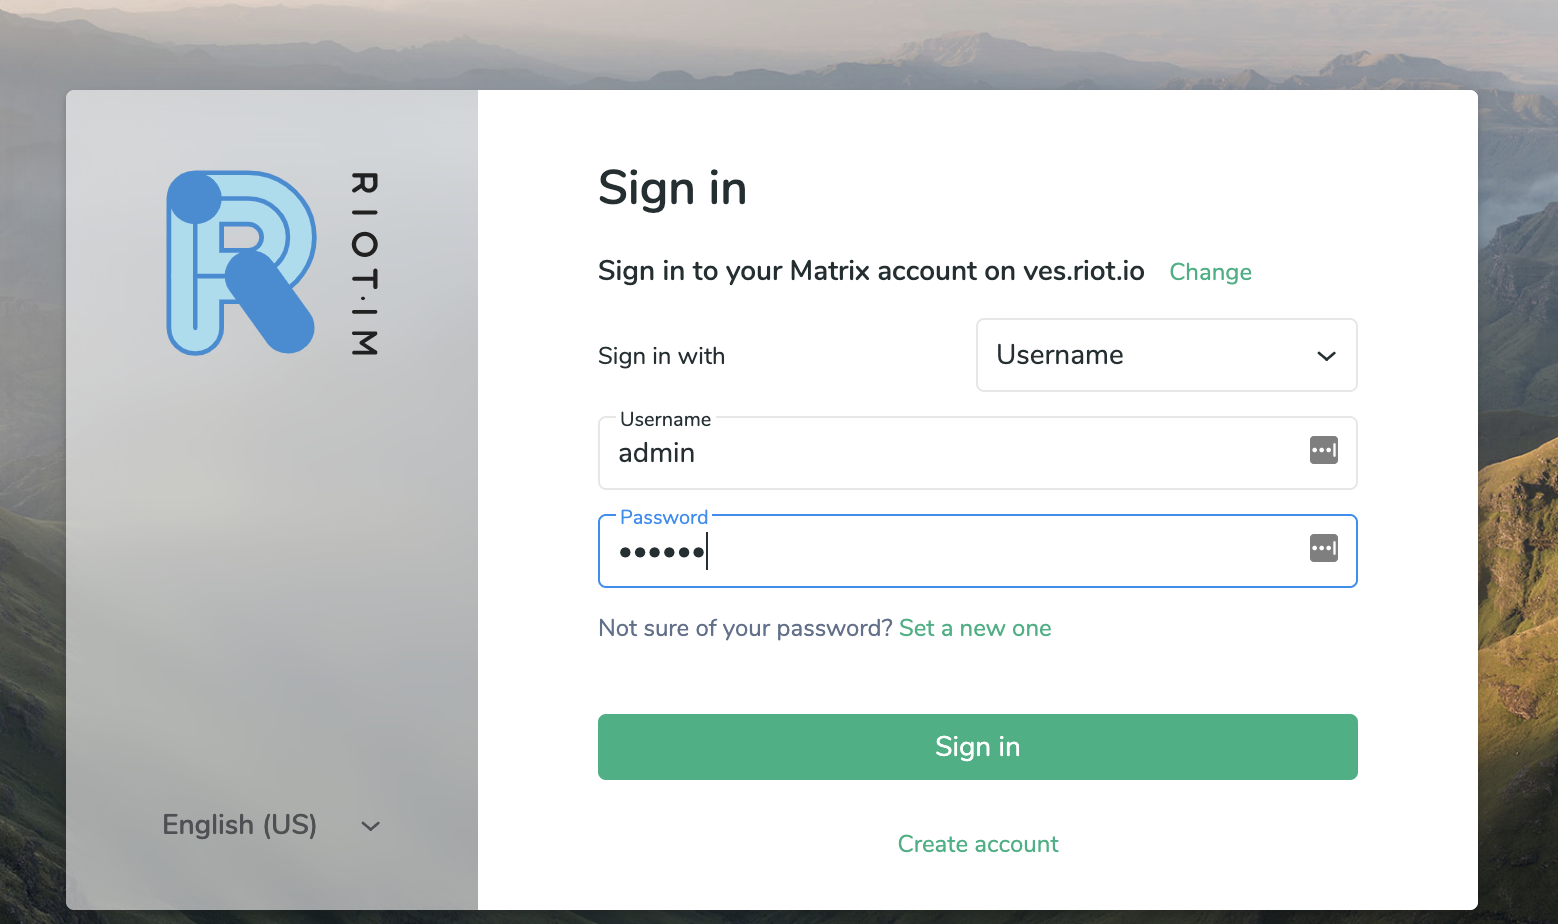 RIOT.IM
Sign in
Sign in to your Matrix account on ves.riot.io Change
Sign in with Username
Username
admin
Password
••••••
Not sure of your password? Set a new one
Sign in
English (US)
Create account